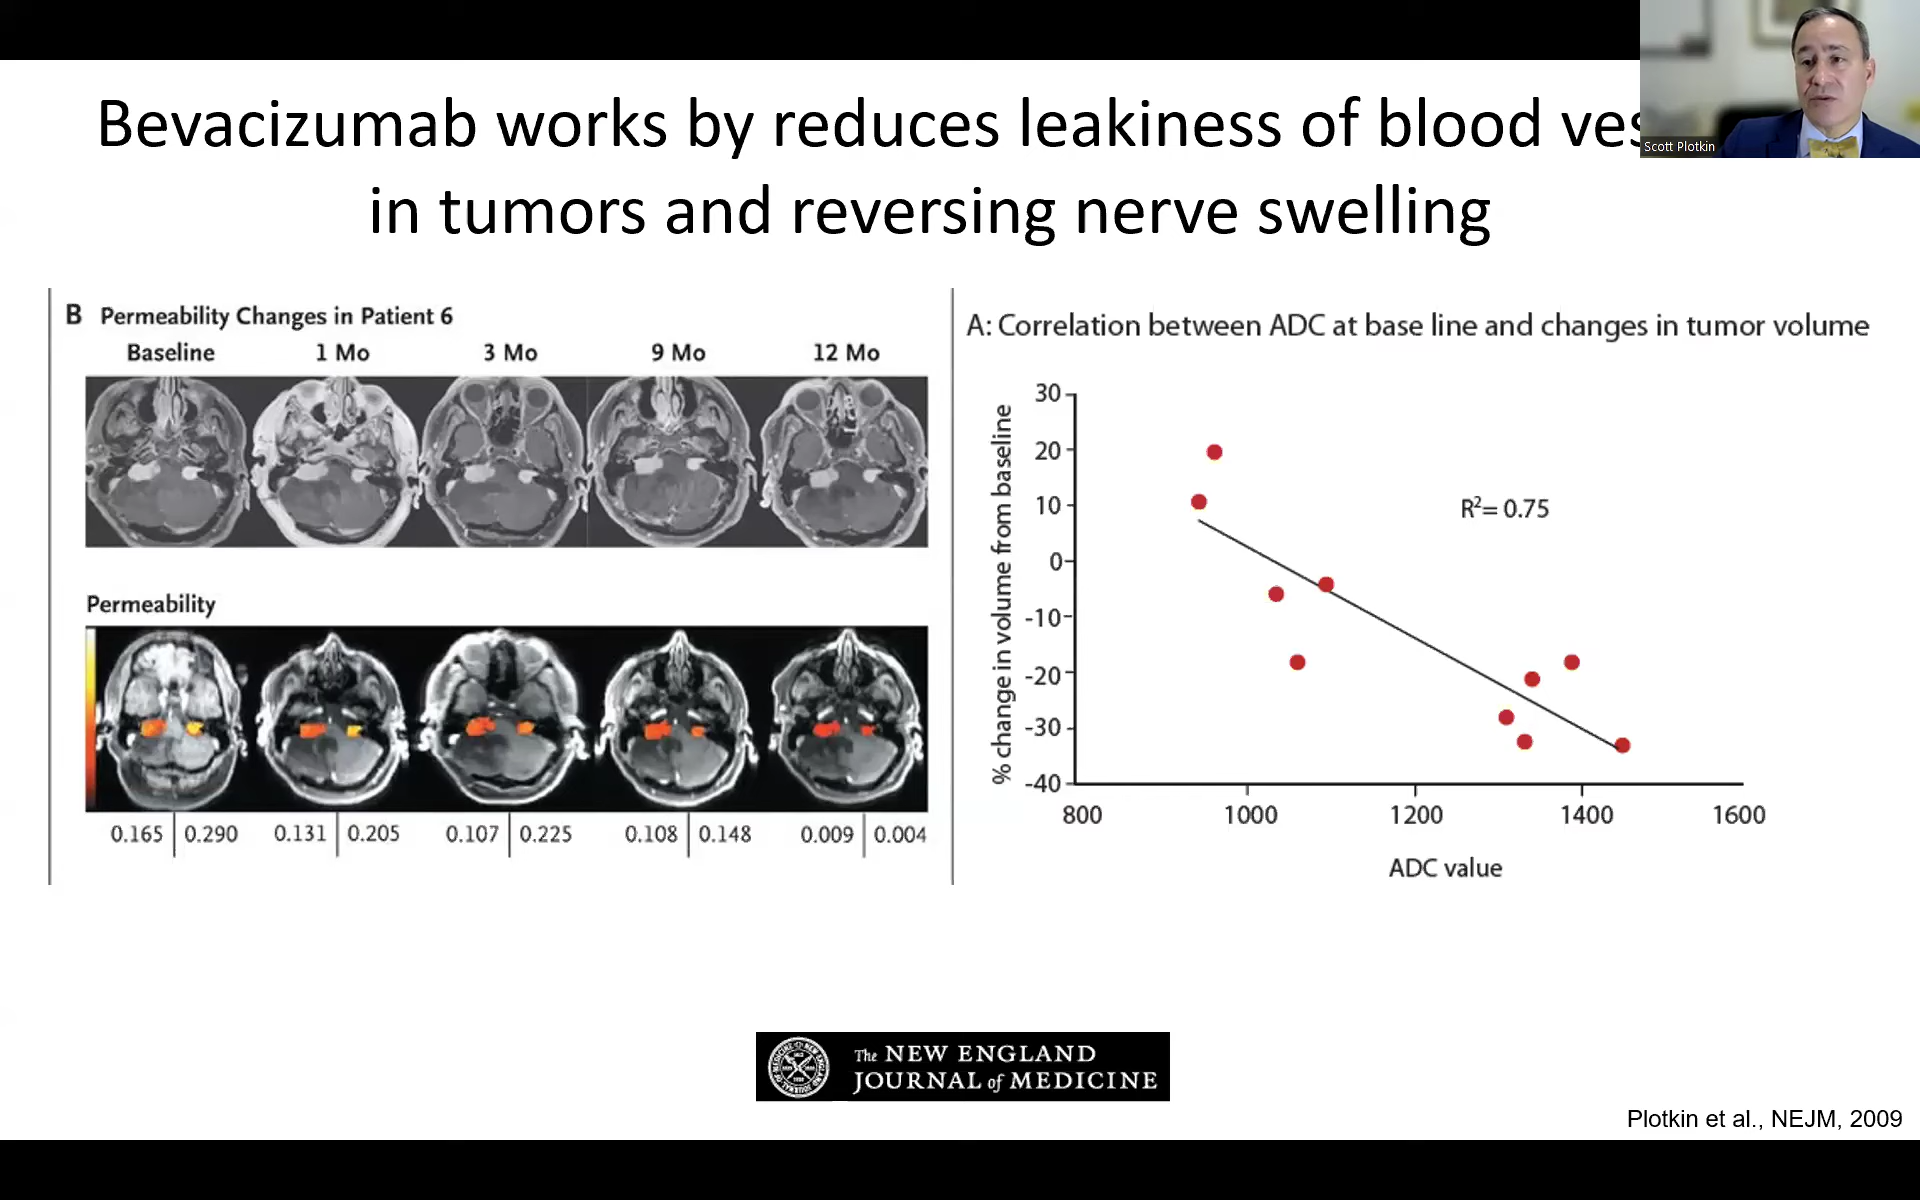 Bevacizumab works by reduces leakiness of blood ves
in tumors and reversing nerve swelling
Scott Plotkin
B Permeability Changes in Patient 6
Baseline 1 Mo 3 Mo 9 Mo 12 Mo
Permeability
0.165 0.290 0.131 0.205 0.107 0.225 0.108 0.148 0.009 0.004
A: Correlation between ADC at base line and changes in tumor volume
% change in volume from baseline
30
20
10
0
-10
-20
-30
-40
R²= 0.75
800 1000 1200 1400 1600
ADC value
The NEW ENGLAND
JOURNAL of MEDICINE
Plotkin et al., NEJM, 2009